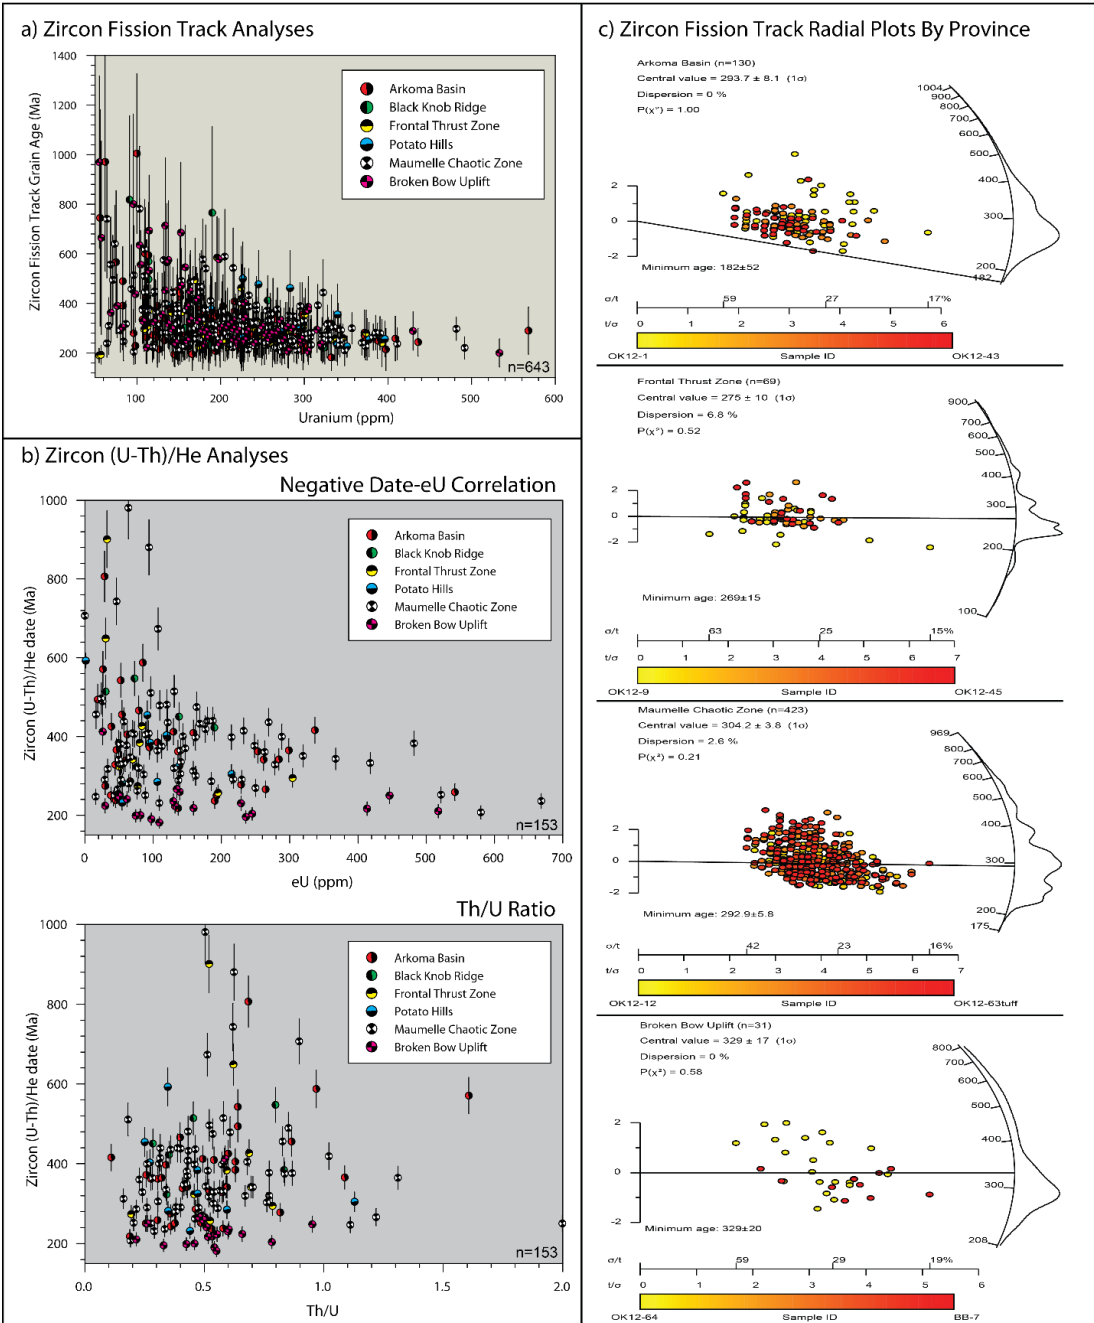 a) Zircon Fission Track Analyses
Zircon Fission Track Grain Age (Ma)
1400
1200
1000
800
600
400
200
Arkoma Basin
Black Knob Ridge
Frontal Thrust Zone
Potato Hills
Maumelle Chaotic Zone
Broken Bow Uplift
n=643
0 100 200 300 400 500 600
Uranium (ppm)
b) Zircon (U-Th)/He Analyses
Negative Date-eU Correlation
Zircon (U-Th)/He date (Ma)
1000
800
600
400
200
Arkoma Basin
Black Knob Ridge
Frontal Thrust Zone
Potato Hills
Maumelle Chaotic Zone
Broken Bow Uplift
n=153
0 100 200 300 400 500 600 700
eU (ppm)
Th/U Ratio
Zircon (U-Th)/He date (Ma)
1000
800
600
400
200
Arkoma Basin
Black Knob Ridge
Frontal Thrust Zone
Potato Hills
Maumelle Chaotic Zone
Broken Bow Uplift
n=153
0.0 0.5 1.0 1.5 2.0
Th/U
c) Zircon Fission Track Radial Plots By Province
Arkoma Basin (n=130)
Central value = 293.7 ± 8.1 (1σ)
Dispersion = 0 %
P(χ²) = 1.00
1004
900
800
700
600
500
400
300
200
182
2
0
-2
Minimum age: 182±52
σ/t 59 27 17%
t/σ 0 1 2 3 4 5 6
OK12-1 Sample ID OK12-43
Frontal Thrust Zone (n=69)
Central value = 275 ± 10 (1σ)
Dispersion = 6.8 %
P(χ²) = 0.52
900
700
600
500
400
300
200
100
2
0
-2
Minimum age: 269±15
σ/t 63 25 15%
t/σ 0 1 2 3 4 5 6 7
OK12-9 Sample ID OK12-45
Maumelle Chaotic Zone (n=423)
Central value = 304.2 ± 3.8 (1σ)
Dispersion = 2.6 %
P(χ²) = 0.21
969
800
700
600
400
300
200
175
2
0
-2
Minimum age: 292.9±5.8
σ/t 42 23 16%
t/σ 0 1 2 3 4 5 6 7
OK12-12 Sample ID OK12-63tuff
Broken Bow Uplift (n=31)
Central value = 329 ± 17 (1σ)
Dispersion = 0 %
P(χ²) = 0.58
800
700
600
500
400
300
208
2
0
-2
Minimum age: 329±20
σ/t 59 29 19%
t/σ 0 1 2 3 4 5 6
OK12-64 Sample ID BB-7